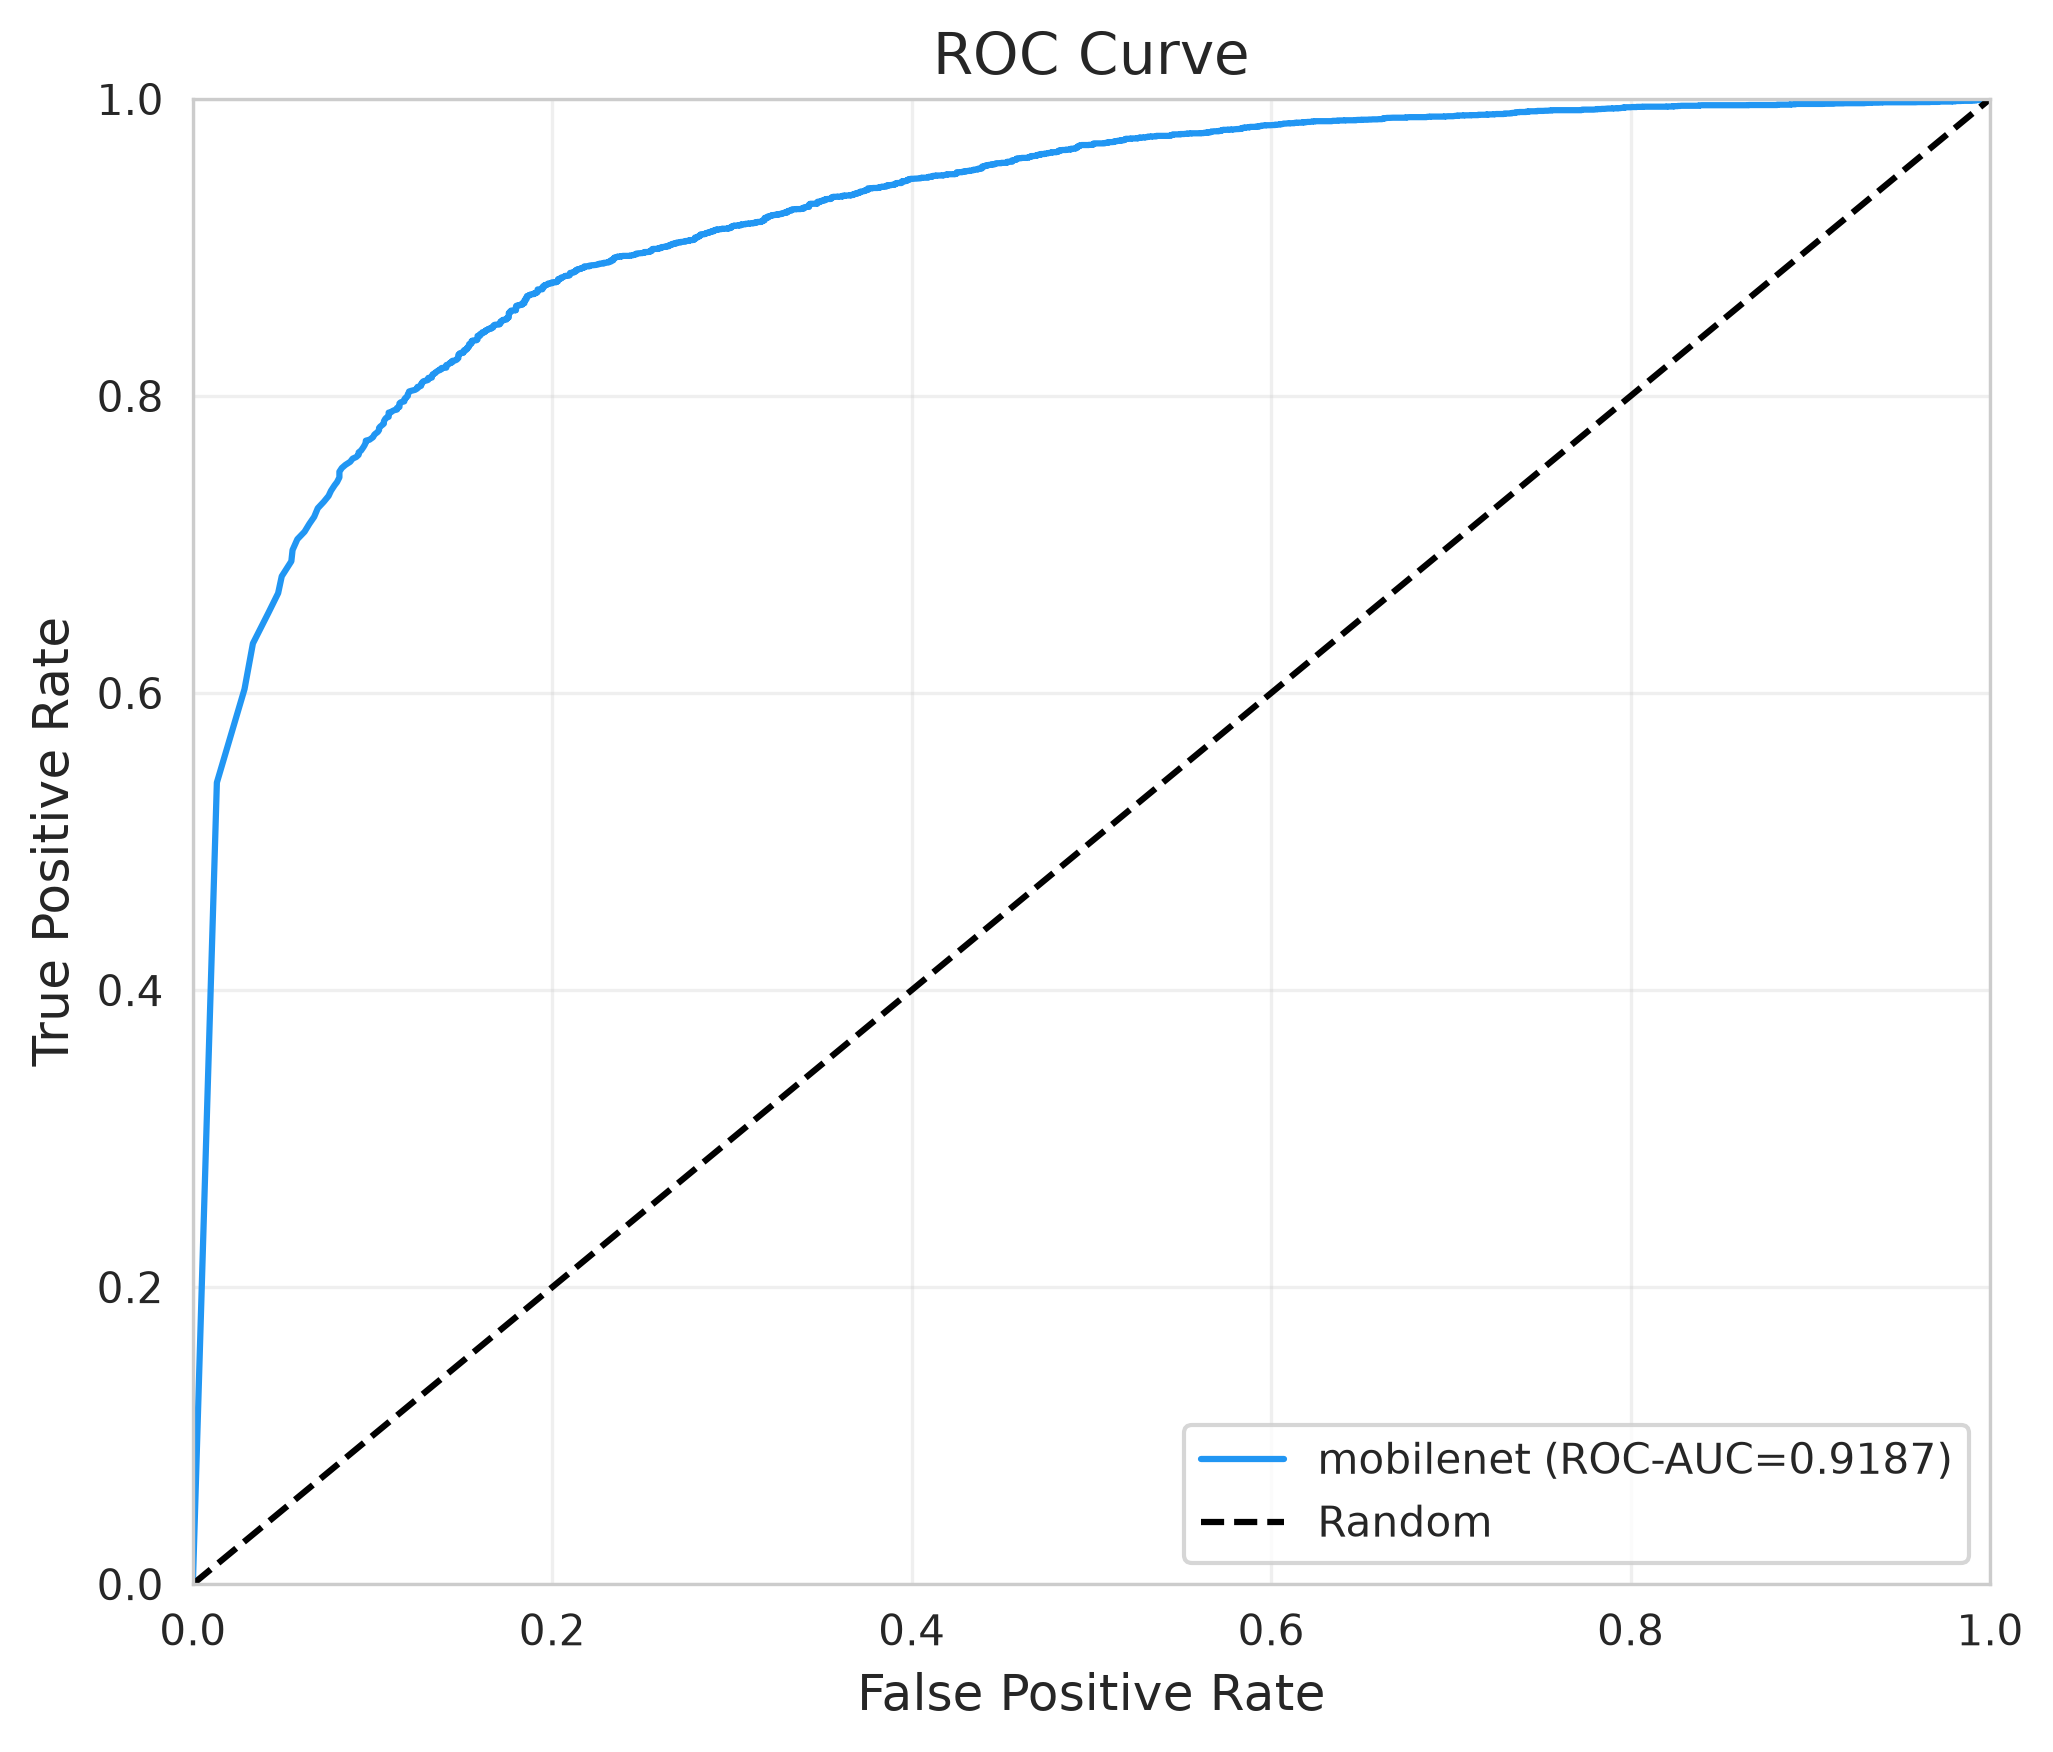 ROC Curve
1.0
0.8
0.6
0.4
0.2
0.0
True Positive Rate
mobilenet (ROC-AUC=0.9187)
Random
0.0 0.2 0.4 0.6 0.8 1.0
False Positive Rate